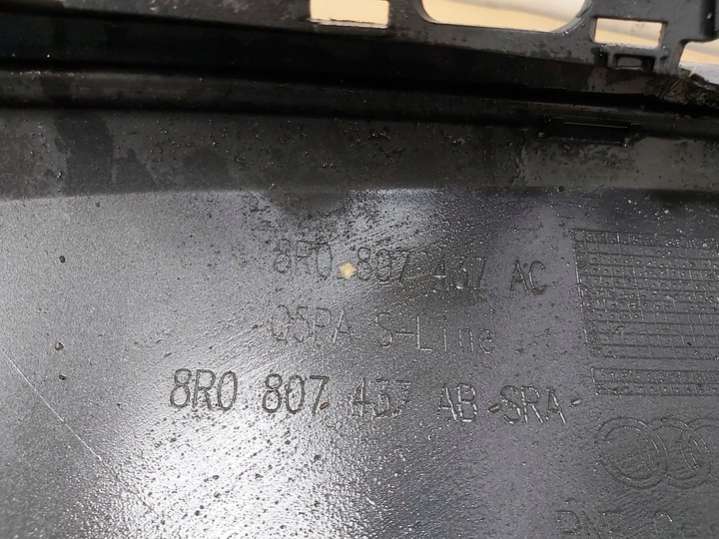 8R0 807 437 AC
Q5PA S-Line
8R0 807 437 AB -SRA-